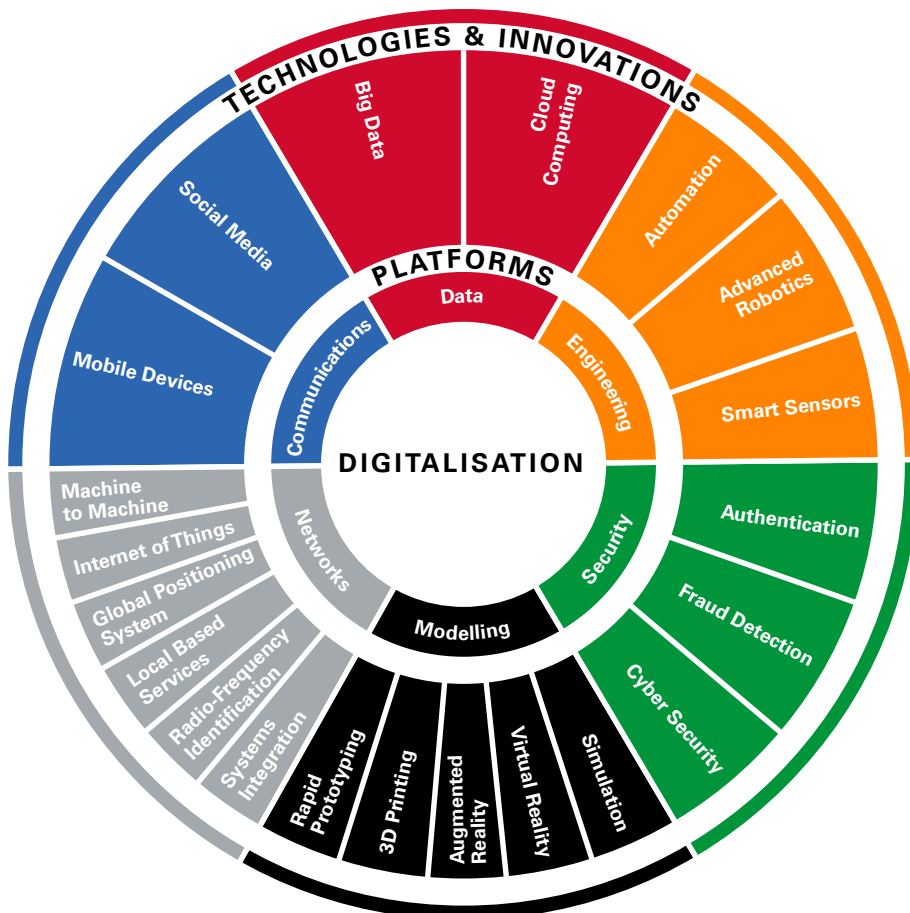 TECHNOLOGIES & INNOVATIONS
Big Data
Cloud
Computing
Automation
Advanced
Robotics
Smart Sensors
Authentication
Fraud Detection
Cyber Security
Simulation
Virtual Reality
Augmented
Reality
3D Printing
Rapid
Prototyping
Systems
Integration
Radio-Frequency
Identification
Local Based
Services
Global Positioning
System
Internet of Things
Machine
to Machine
Mobile Devices
Social Media
PLATFORMS
Data
Engineering
Security
Modelling
Networks
Communications
DIGITALISATION